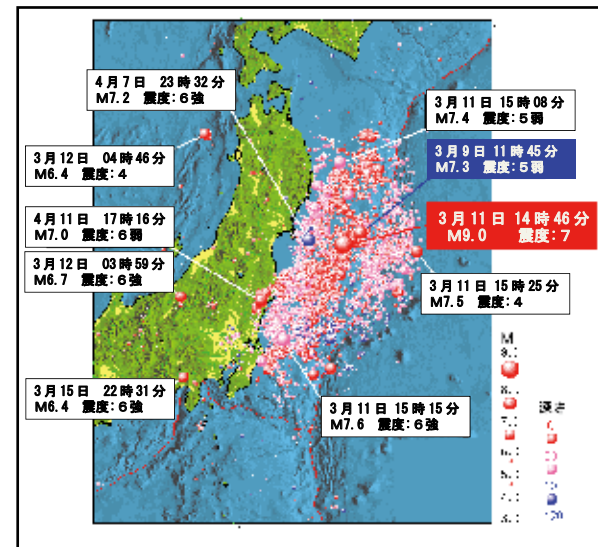 4月7日 23時32分
M7.2 震度:6強
3月12日 04時46分
M6.4 震度:4
4月11日 17時16分
M7.0 震度:6弱
3月12日 03時59分
M6.7 震度:6強
3月15日 22時31分
M6.4 震度:6強
3月11日 15時08分
M7.4 震度:5弱
3月9日 11時45分
M7.3 震度:5弱
3月11日 14時46分
M9.0 震度:7
3月11日 15時25分
M7.5 震度:4
3月11日 15時15分
M7.6 震度:6強
M
深さ